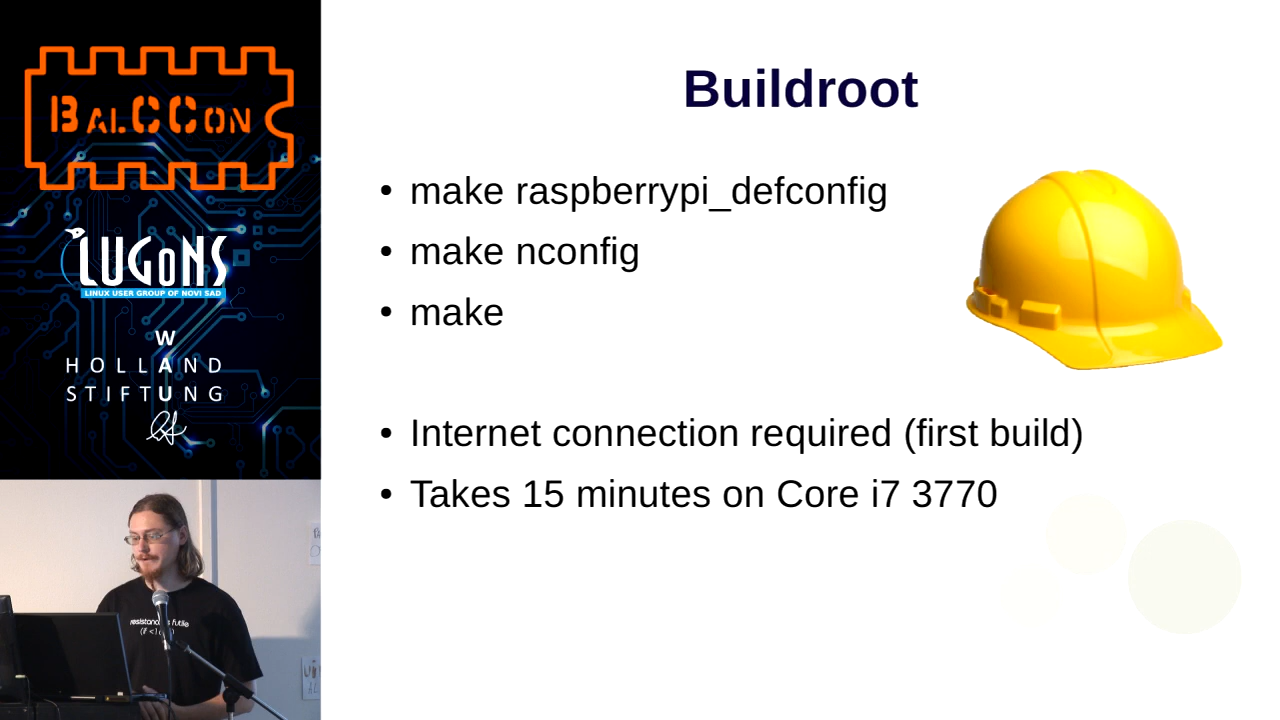 BALCCON
LUGoNS
LINUX USER GROUP OF NOVI SAD
W
HOLLAND
STIFTUNG
Buildroot
• make raspberrypi_defconfig
• make nconfig
• make
• Internet connection required (first build)
• Takes 15 minutes on Core i7 3770